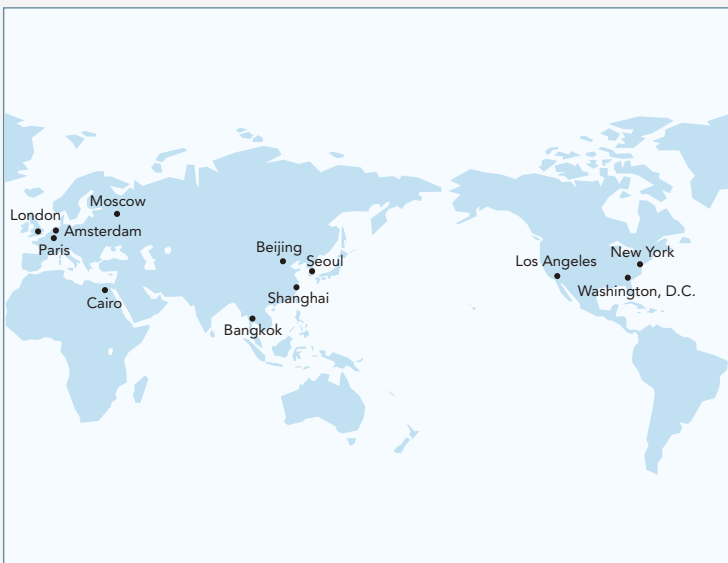 Moscow
London
Amsterdam
Paris
Beijing
Seoul
New York
Los Angeles
Cairo
Shanghai
Washington, D.C.
Bangkok